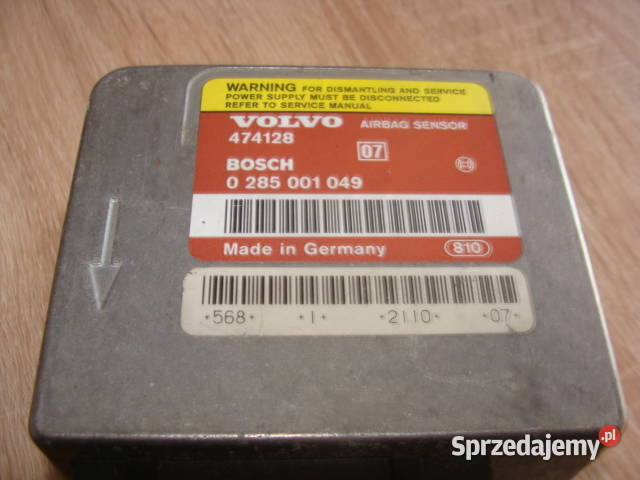 WARNING FOR DISMANTLING AND SERVICE
POWER SUPPLY MUST BE DISCONNECTED
REFER TO SERVICE MANUAL
VOLVO AIRBAG SENSOR
474128
07
BOSCH
0 285 001 049
Made in Germany 810
*568* *1* *2110* *07*
Sprzedajemy.pl